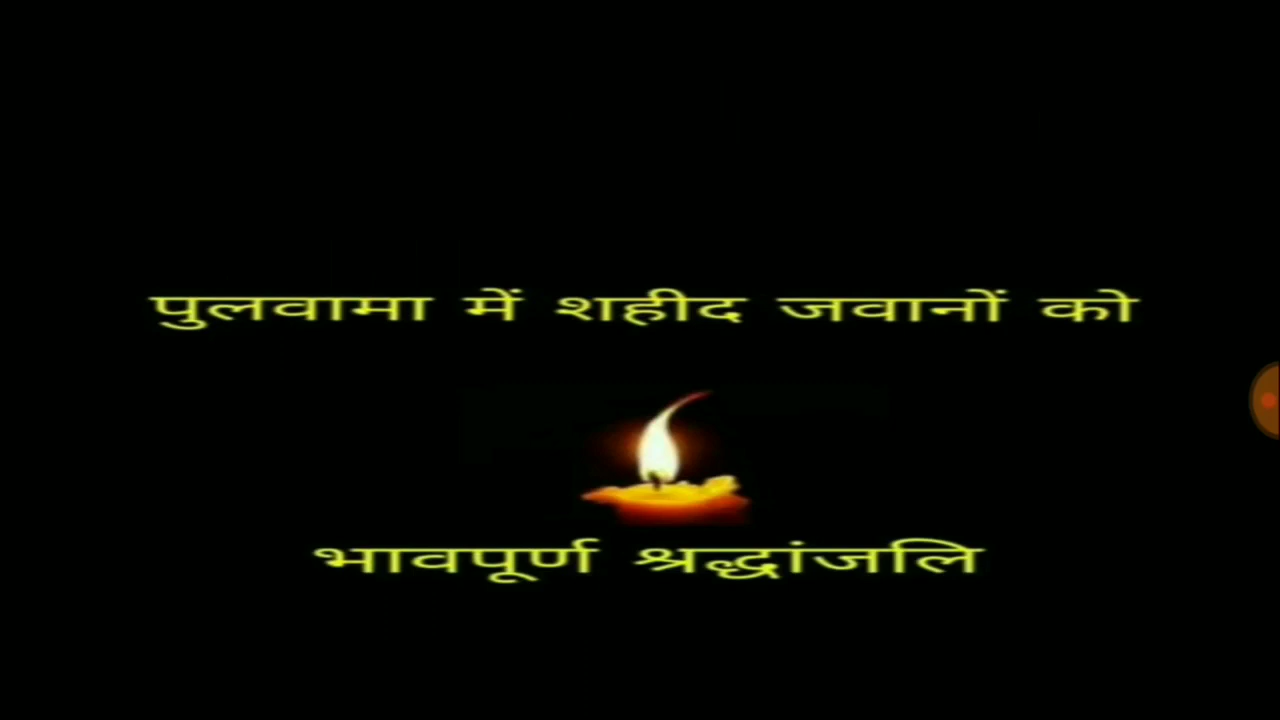 पुलवामा में शहीद जवानों को
भावपूर्ण श्रद्धांजलि